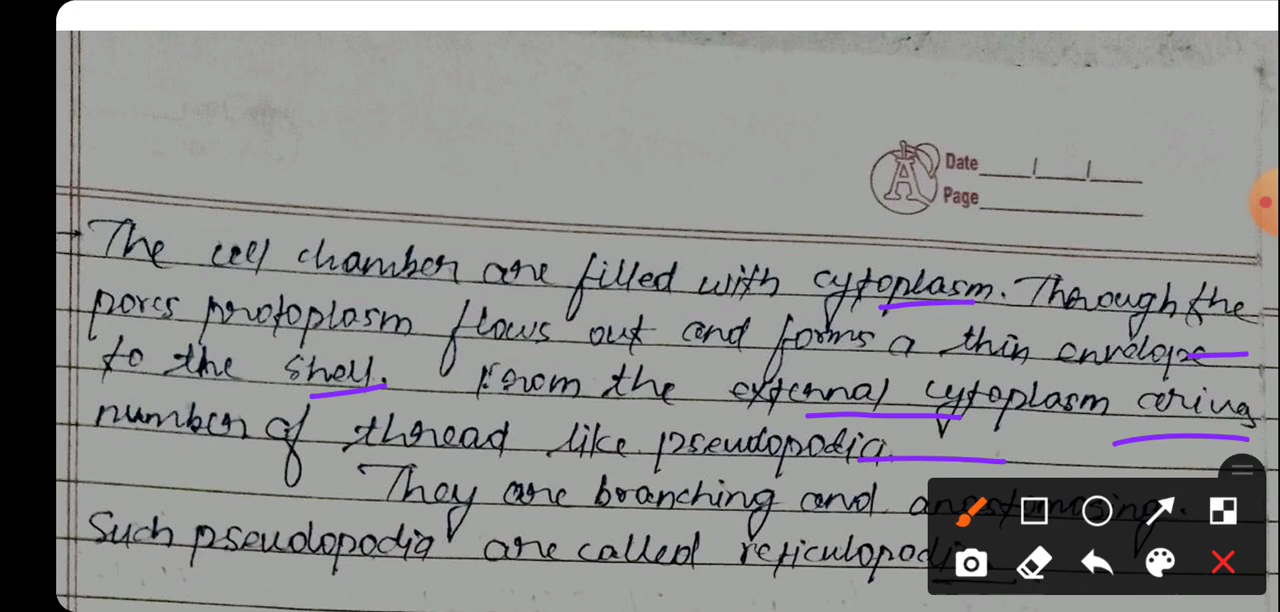 Date
Page
The cell chamber are filled with cytoplasm. Through the
pores protoplasm flows out and forms a thin envelope
to the shell. From the external cytoplasm arising
number of thread like pseudopodia.
They are branching and anastomosing.
Such pseudopodia are called reticulopodia